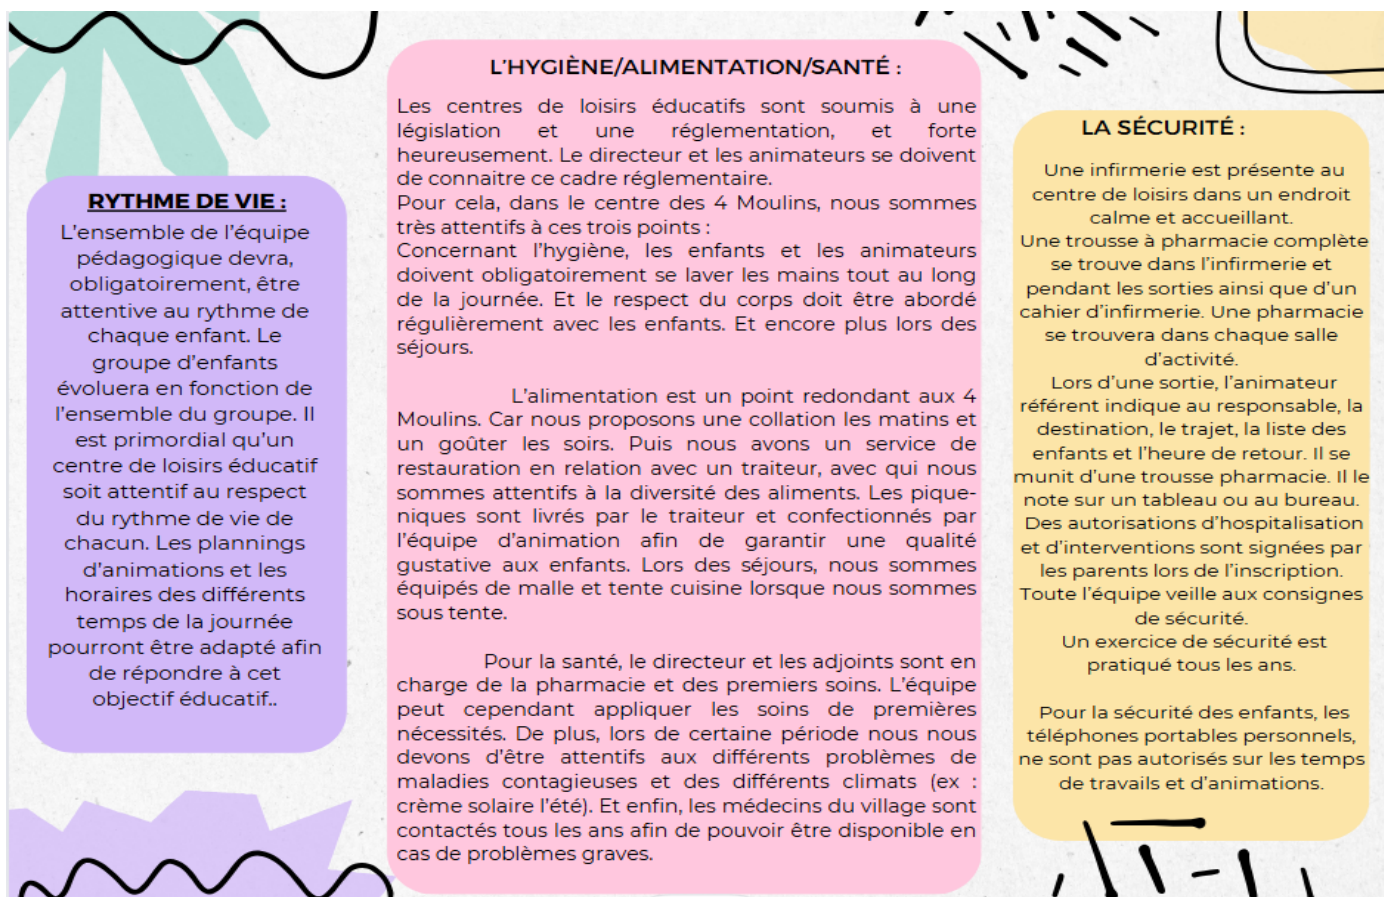 RYTHME DE VIE :
L'ensemble de l'équipe
pédagogique devra,
obligatoirement, être
attentive au rythme de
chaque enfant. Le
groupe d'enfants
évoluera en fonction de
l'ensemble du groupe. Il
est primordial qu'un
centre de loisirs éducatif
soit attentif au respect
du rythme de vie de
chacun. Les plannings
d'animations et les
horaires des différents
temps de la journée
pourront être adapté afin
de répondre à cet
objectif éducatif..
L'HYGIÈNE/ALIMENTATION/SANTÉ :
Les centres de loisirs éducatifs sont soumis à une
législation et une réglementation, et forte
heureusement. Le directeur et les animateurs se doivent
de connaitre ce cadre réglementaire.
Pour cela, dans le centre des 4 Moulins, nous sommes
très attentifs à ces trois points :
Concernant l'hygiène, les enfants et les animateurs
doivent obligatoirement se laver les mains tout au long
de la journée. Et le respect du corps doit être abordé
régulièrement avec les enfants. Et encore plus lors des
séjours.
L'alimentation est un point redondant aux 4
Moulins. Car nous proposons une collation les matins et
un goûter les soirs. Puis nous avons un service de
restauration en relation avec un traiteur, avec qui nous
sommes attentifs à la diversité des aliments. Les pique-
niques sont livrés par le traiteur et confectionnés par
l'équipe d'animation afin de garantir une qualité
gustative aux enfants. Lors des séjours, nous sommes
équipés de malle et tente cuisine lorsque nous sommes
sous tente.
Pour la santé, le directeur et les adjoints sont en
charge de la pharmacie et des premiers soins. L'équipe
peut cependant appliquer les soins de premières
nécessités. De plus, lors de certaine période nous nous
devons d'être attentifs aux différents problèmes de
maladies contagieuses et des différents climats (ex :
crème solaire l'été). Et enfin, les médecins du village sont
contactés tous les ans afin de pouvoir être disponible en
cas de problèmes graves.
LA SÉCURITÉ :
Une infirmerie est présente au
centre de loisirs dans un endroit
calme et accueillant.
Une trousse à pharmacie complète
se trouve dans l'infirmerie et
pendant les sorties ainsi que d'un
cahier d'infirmerie. Une pharmacie
se trouvera dans chaque salle
d'activité.
Lors d'une sortie, l'animateur
référent indique au responsable, la
destination, le trajet, la liste des
enfants et l'heure de retour. Il se
munit d'une trousse pharmacie. Il le
note sur un tableau ou au bureau.
Des autorisations d'hospitalisation
et d'interventions sont signées par
les parents lors de l'inscription.
Toute l'équipe veille aux consignes
de sécurité.
Un exercice de sécurité est
pratiqué tous les ans.
Pour la sécurité des enfants, les
téléphones portables personnels,
ne sont pas autorisés sur les temps
de travails et d'animations.